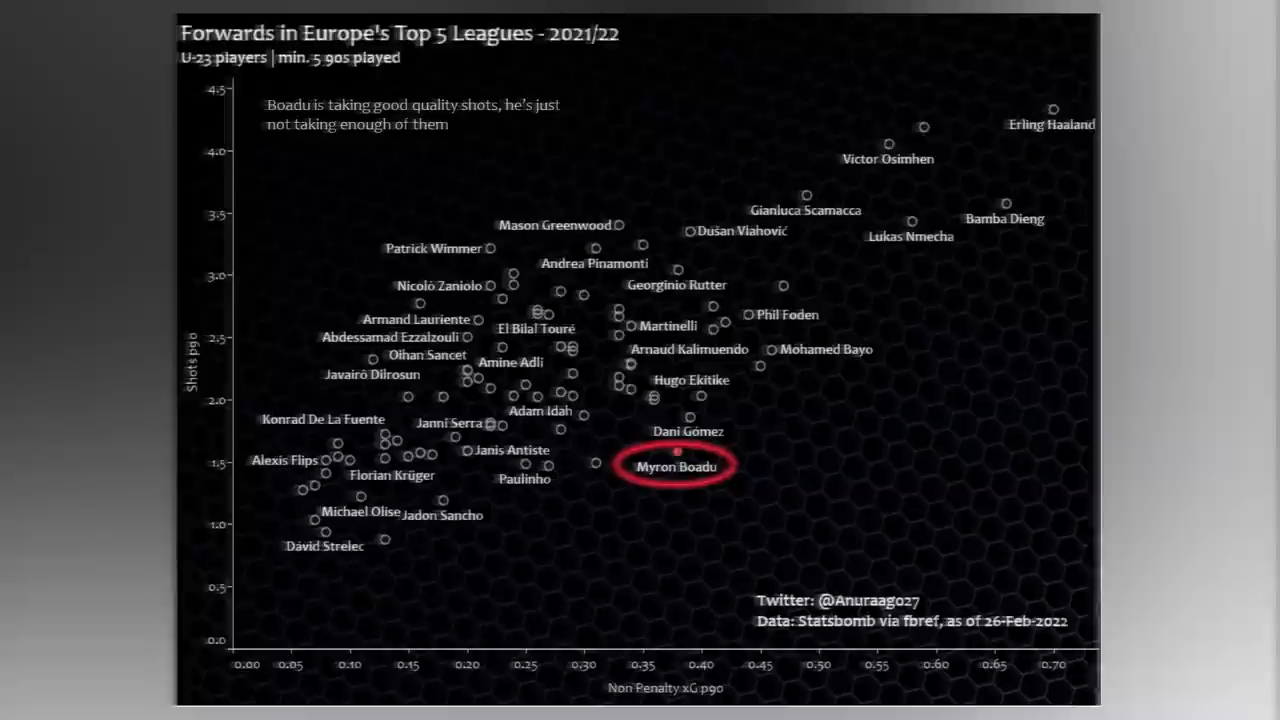 Forwards in Europe's Top 5 Leagues - 2021/22
U-23 players | min. 5 90s played
Boadu is taking good quality shots, he's just
not taking enough of them
4.5
4.0
3.5
3.0
2.5
2.0
1.5
1.0
0.5
0.0
Shots p90
Erling Haaland
Victor Osimhen
Gianluca Scamacca
Bamba Dieng
Mason Greenwood
Dušan Vlahović
Lukas Nmecha
Patrick Wimmer
Andrea Pinamonti
Nicolò Zaniolo
Georginio Rutter
Armand Lauriente
El Bilal Touré
Martinelli
Phil Foden
Abdessamad Ezzalzouli
Oihan Sancet
Amine Adli
Arnaud Kalimuendo
Mohamed Bayo
Javairô Dilrosun
Hugo Ekitike
Adam Idah
Konrad De La Fuente
Janni Serra
Dani Gómez
Alexis Flips
Janis Antiste
Myron Boadu
Florian Krüger
Paulinho
Michael Olise
Jadon Sancho
Dávid Strelec
Twitter: @Anuraag027
Data: Statsbomb via fbref, as of 26-Feb-2022
0.00 0.05 0.10 0.15 0.20 0.25 0.30 0.35 0.40 0.45 0.50 0.55 0.60 0.65 0.70
Non Penalty xG p90